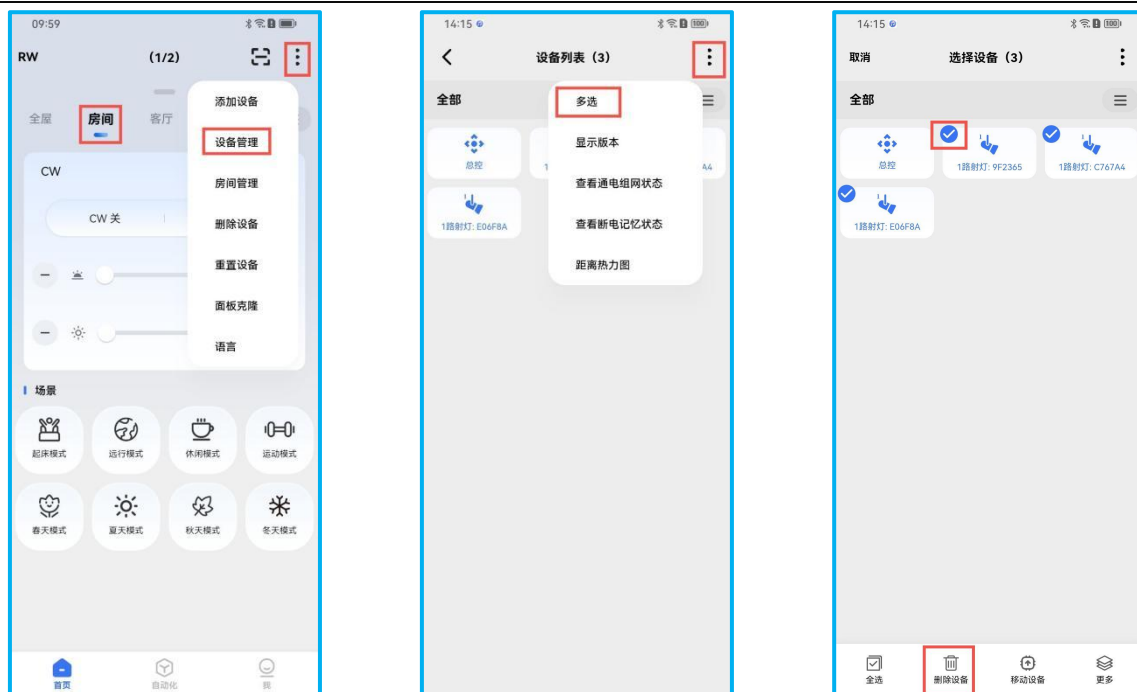 09:59
RW
(1/2)
添加设备
全屋
房间
客厅
设备管理
CW
房间管理
CW 关
删除设备
重置设备
面板克隆
语言
场景
起床模式
远行模式
休闲模式
运动模式
春天模式
夏天模式
秋天模式
冬天模式
首页
自动化
我
14:15
100
设备列表（3）
全部
多选
显示版本
总控
1
A4
查看通电组网状态
1路射灯: E06F8A
查看断电记忆状态
距离热力图
14:15
100
取消
选择设备（3）
全部
总控
1路射灯: 9F2365
1路射灯: C767A4
1路射灯: E06F8A
全选
删除设备
移动设备
更多